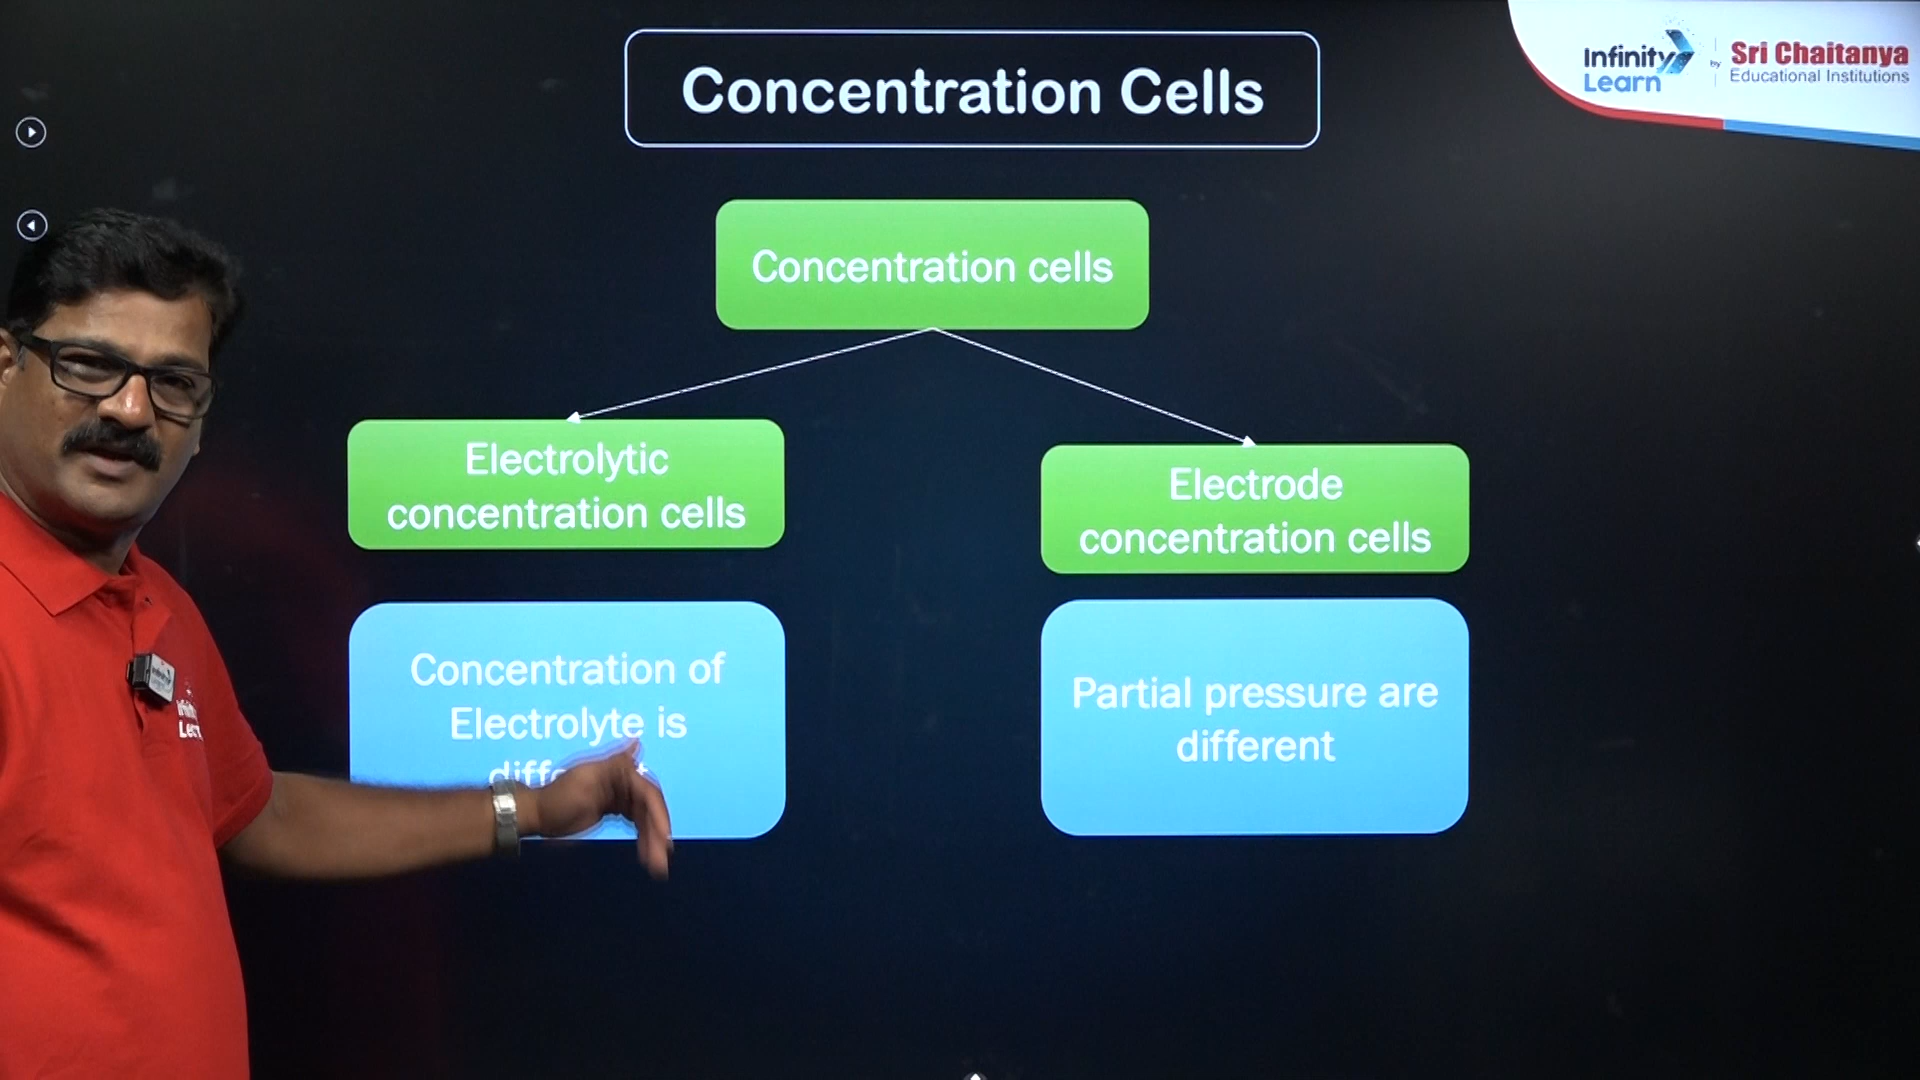 Concentration Cells
Infinity Learn
by
Sri Chaitanya
Educational Institutions
Concentration cells
Electrolytic
concentration cells
Electrode
concentration cells
Concentration of
Electrolyte is
Partial pressure are
different